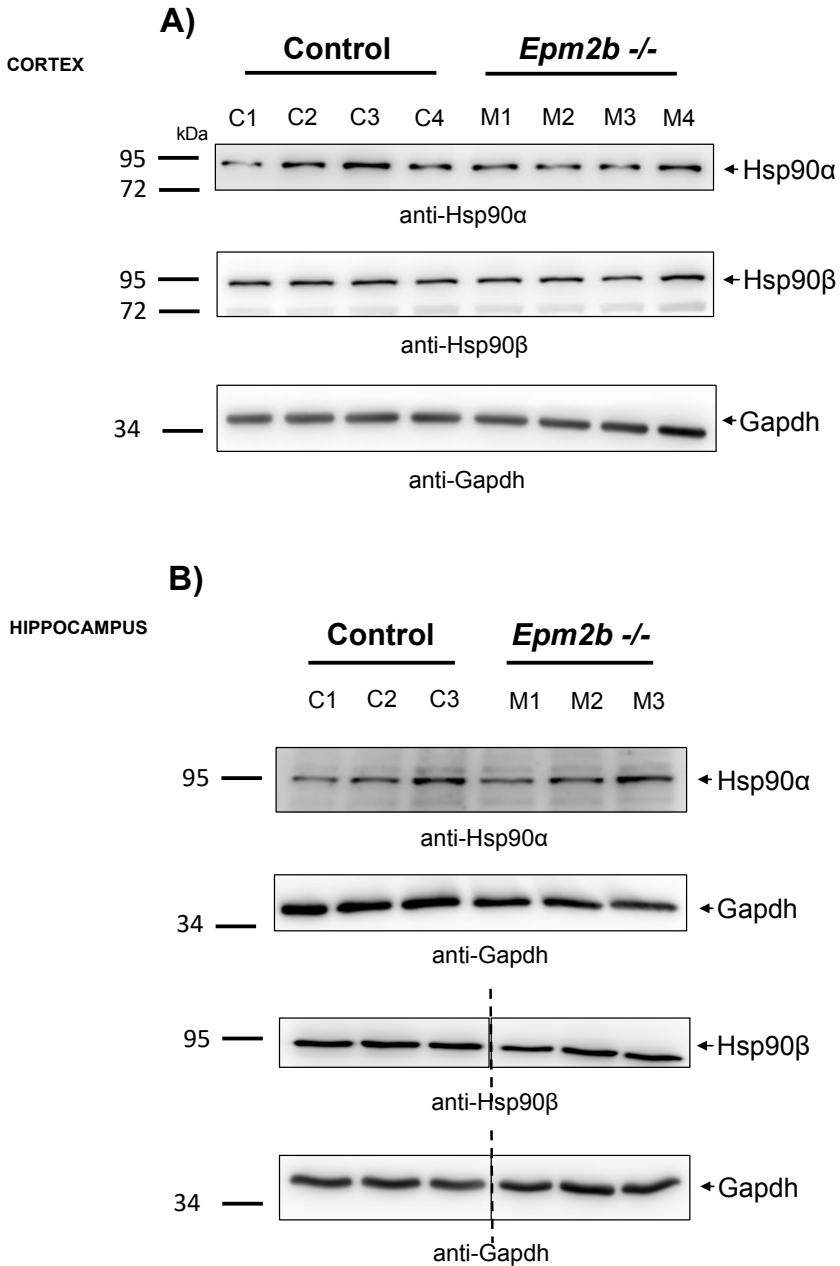 A)
CORTEX
Control Epm2b -/-
C1 C2 C3 C4 M1 M2 M3 M4
kDa
95
72
Hsp90α
anti-Hsp90α
95
72
Hsp90β
anti-Hsp90β
34
Gapdh
anti-Gapdh
B)
HIPPOCAMPUS
Control Epm2b -/-
C1 C2 C3 M1 M2 M3
95
Hsp90α
anti-Hsp90α
34
Gapdh
anti-Gapdh
95
Hsp90β
anti-Hsp90β
34
Gapdh
anti-Gapdh